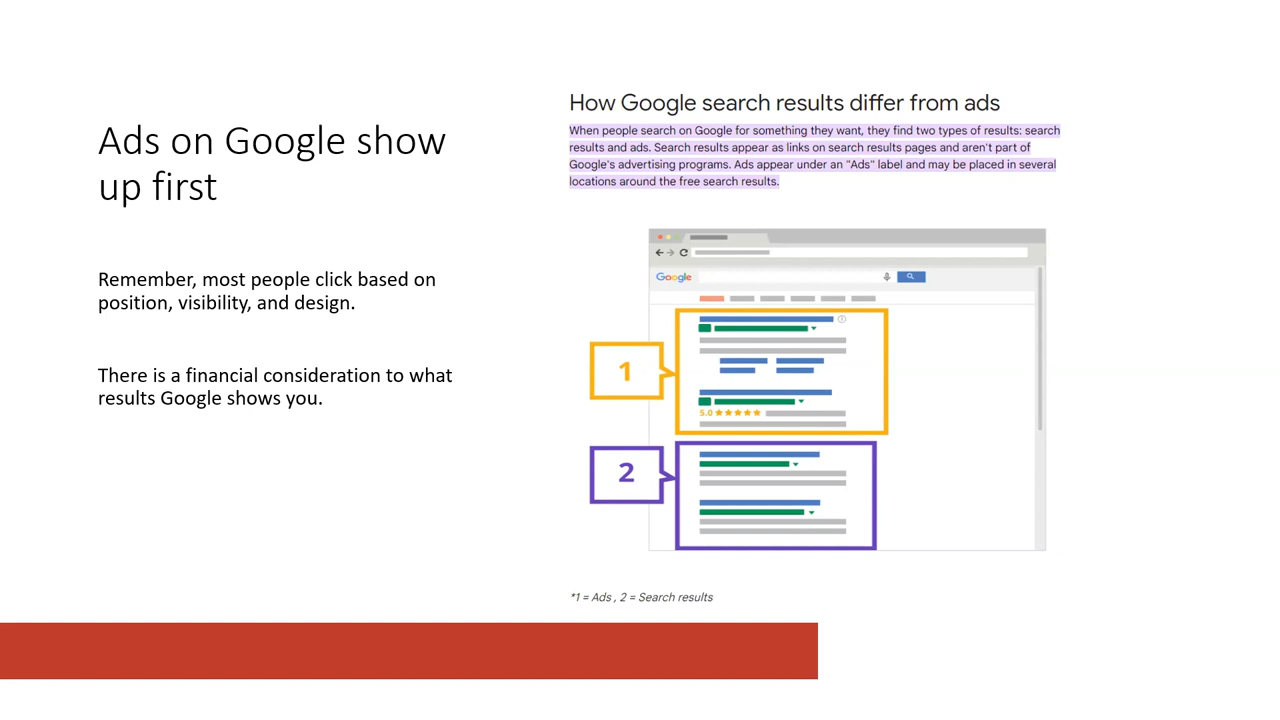 Ads on Google show
up first
Remember, most people click based on
position, visibility, and design.
There is a financial consideration to what
results Google shows you.
How Google search results differ from ads
When people search on Google for something they want, they find two types of results: search
results and ads. Search results appear as links on search results pages and aren't part of
Google's advertising programs. Ads appear under an "Ads" label and may be placed in several
locations around the free search results.
Google
1
5.0
2
*1 = Ads , 2 = Search results